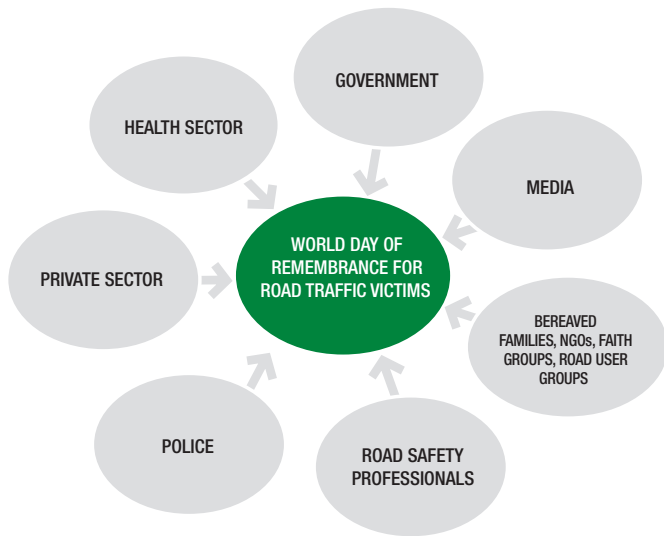 GOVERNMENT
HEALTH SECTOR
MEDIA
WORLD DAY OF
REMEMBRANCE FOR
ROAD TRAFFIC VICTIMS
PRIVATE SECTOR
BEREAVED
FAMILIES, NGOs, FAITH
GROUPS, ROAD USER
GROUPS
POLICE
ROAD SAFETY
PROFESSIONALS